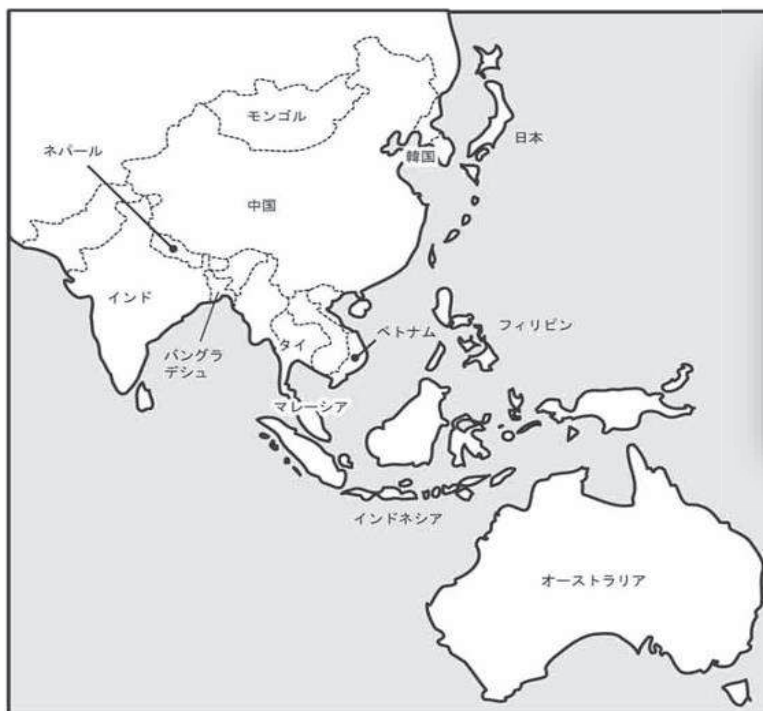 モンゴル
ネパール
日本
韓国
中国
インド
バングラ
デシュ
タイ
ベトナム
フィリピン
マレーシア
インドネシア
オーストラリア